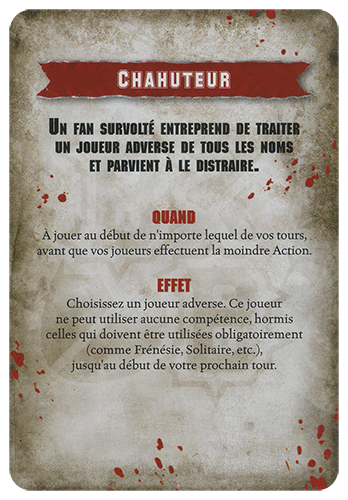 CHAHUTEUR
UN FAN SURVOLTÉ ENTREPREND DE TRAITER
UN JOUEUR ADVERSE DE TOUS LES NOMS
ET PARVIENT À LE DISTRAIRE.
QUAND
À jouer au début de n'importe lequel de vos tours,
avant que vos joueurs effectuent la moindre Action.
EFFET
Choisissez un joueur adverse. Ce joueur
ne peut utiliser aucune compétence, hormis
celles qui doivent être utilisées obligatoirement
(comme Frénésie, Solitaire, etc.),
jusqu'au début de votre prochain tour.